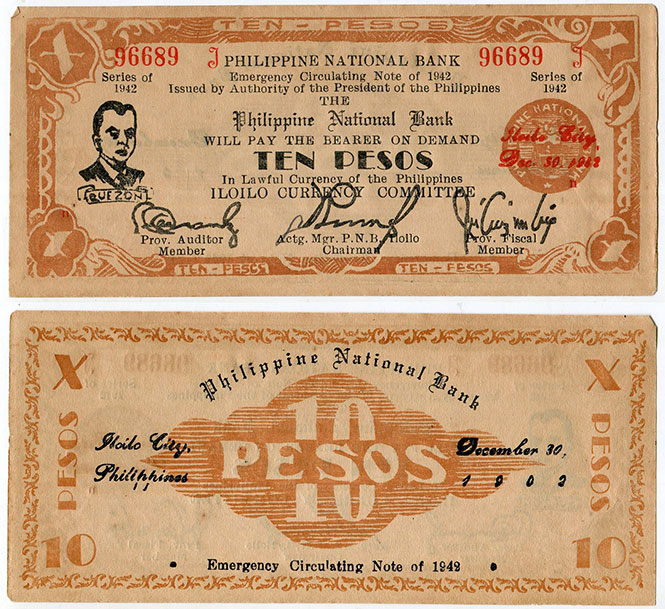 TEN-PESOS
X X
96689 J PHILIPPINE NATIONAL BANK 96689 J
Series of 1942 Emergency Circulating Note of 1942 Series of 1942
Issued by Authority of the President of the Philippines
THE
Philippine National Bank
WILL PAY THE BEARER ON DEMAND
TEN PESOS
Iloilo City,
Dec. 30, 1942
In Lawful Currency of the Philippines
ILOILO CURRENCY COMMITTEE
QUEZON
Prov. Auditor Actg. Mgr. P.N.B. Iloilo Prov. Fiscal
Member Chairman Member
X X
TEN-PESOS TEN-PESOS
X X
Philippine National Bank
PESOS PESOS
10
PESOS
10
Iloilo City,
Philippines
December 30,
10 10
Emergency Circulating Note of 1942